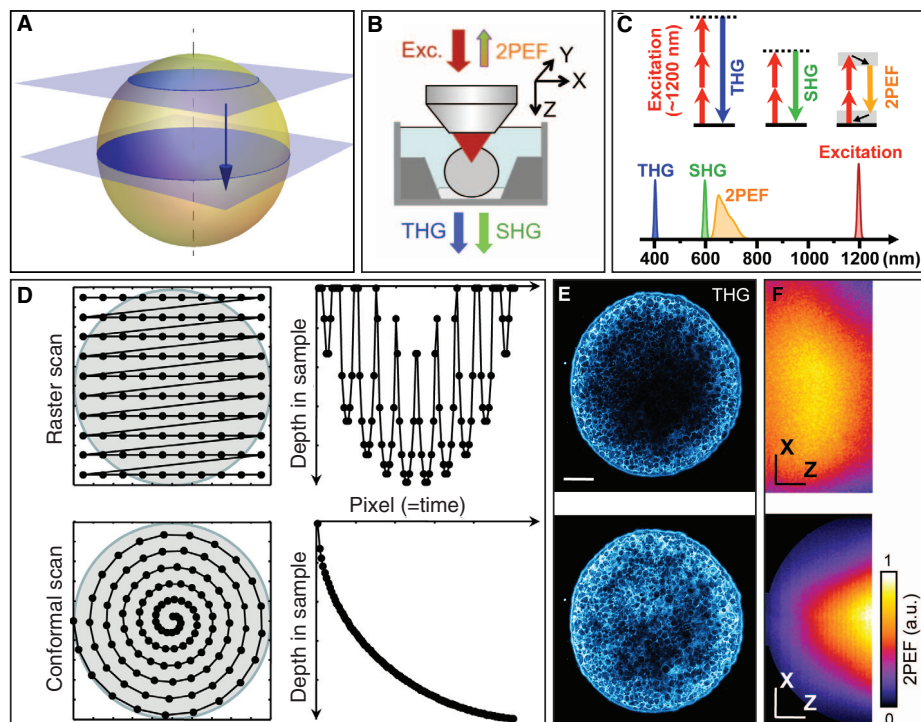 A
B
Exc.
2PEF
Y
X
Z
THG
SHG
C
Excitation
(~1200 nm)
THG
SHG
2PEF
THG
SHG
2PEF
Excitation
400
600
800
1000
1200
(nm)
D
Raster scan
Depth in sample
Pixel (=time)
Conformal scan
Depth in sample
E
THG
F
X
Z
1
2PEF (a.u.)
0
X
Z